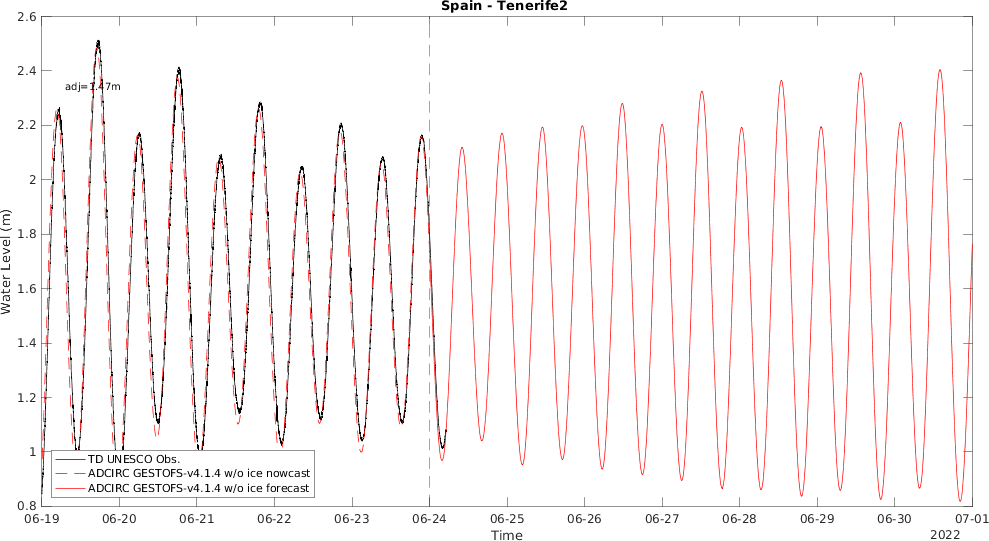 Spain - Tenerife2
2.6
2.4
2.2
2
1.8
1.6
1.4
1.2
1
0.8
Water Level (m)
adj=1.47m
TD UNESCO Obs.
ADCIRC GESTOFS-v4.1.4 w/o ice nowcast
ADCIRC GESTOFS-v4.1.4 w/o ice forecast
06-19 06-20 06-21 06-22 06-23 06-24 06-25 06-26 06-27 06-28 06-29 06-30 07-01
Time
2022